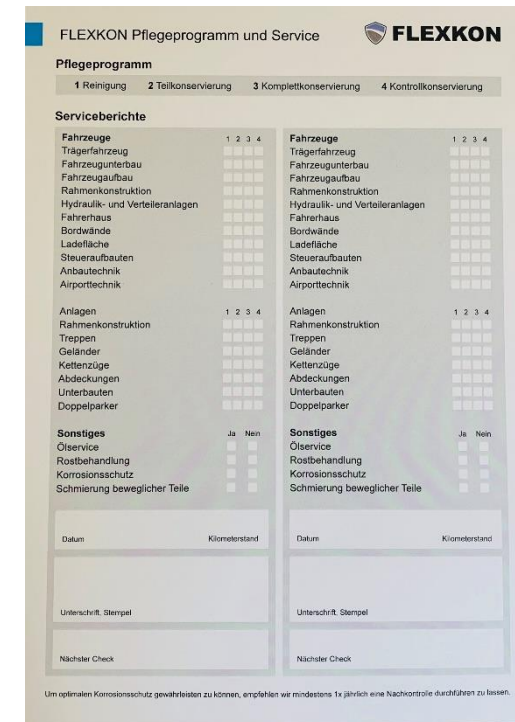 FLEXKON Pflegeprogramm und Service
FLEXKON
Pflegeprogramm
1 Reinigung 2 Teilkonservierung 3 Komplettkonservierung 4 Kontrollkonservierung
Serviceberichte
Fahrzeuge 1 2 3 4
Trägerfahrzeug
Fahrzeugunterbau
Fahrzeugaufbau
Rahmenkonstruktion
Hydraulik- und Verteileranlagen
Fahrerhaus
Bordwände
Ladefläche
Steueraufbauten
Anbautechnik
Airporttechnik
Anlagen 1 2 3 4
Rahmenkonstruktion
Treppen
Geländer
Kettenzüge
Abdeckungen
Unterbauten
Doppelparker
Sonstiges Ja Nein
Ölservice
Rostbehandlung
Korrosionsschutz
Schmierung beweglicher Teile
Datum Kilometerstand
Unterschrift, Stempel
Nächster Check
Fahrzeuge 1 2 3 4
Trägerfahrzeug
Fahrzeugunterbau
Fahrzeugaufbau
Rahmenkonstruktion
Hydraulik- und Verteileranlagen
Fahrerhaus
Bordwände
Ladefläche
Steueraufbauten
Anbautechnik
Airporttechnik
Anlagen 1 2 3 4
Rahmenkonstruktion
Treppen
Geländer
Kettenzüge
Abdeckungen
Unterbauten
Doppelparker
Sonstiges Ja Nein
Ölservice
Rostbehandlung
Korrosionsschutz
Schmierung beweglicher Teile
Datum Kilometerstand
Unterschrift, Stempel
Nächster Check
Um optimalen Korrosionsschutz gewährleisten zu können, empfehlen wir mindestens 1x jährlich eine Nachkontrolle durchführen zu lassen.